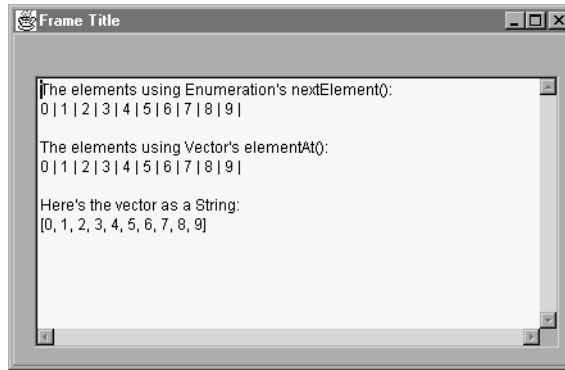 Frame Title
The elements using Enumeration's nextElement():
0 | 1 | 2 | 3 | 4 | 5 | 6 | 7 | 8 | 9 |
The elements using Vector's elementAt():
0 | 1 | 2 | 3 | 4 | 5 | 6 | 7 | 8 | 9 |
Here's the vector as a String:
[0, 1, 2, 3, 4, 5, 6, 7, 8, 9]